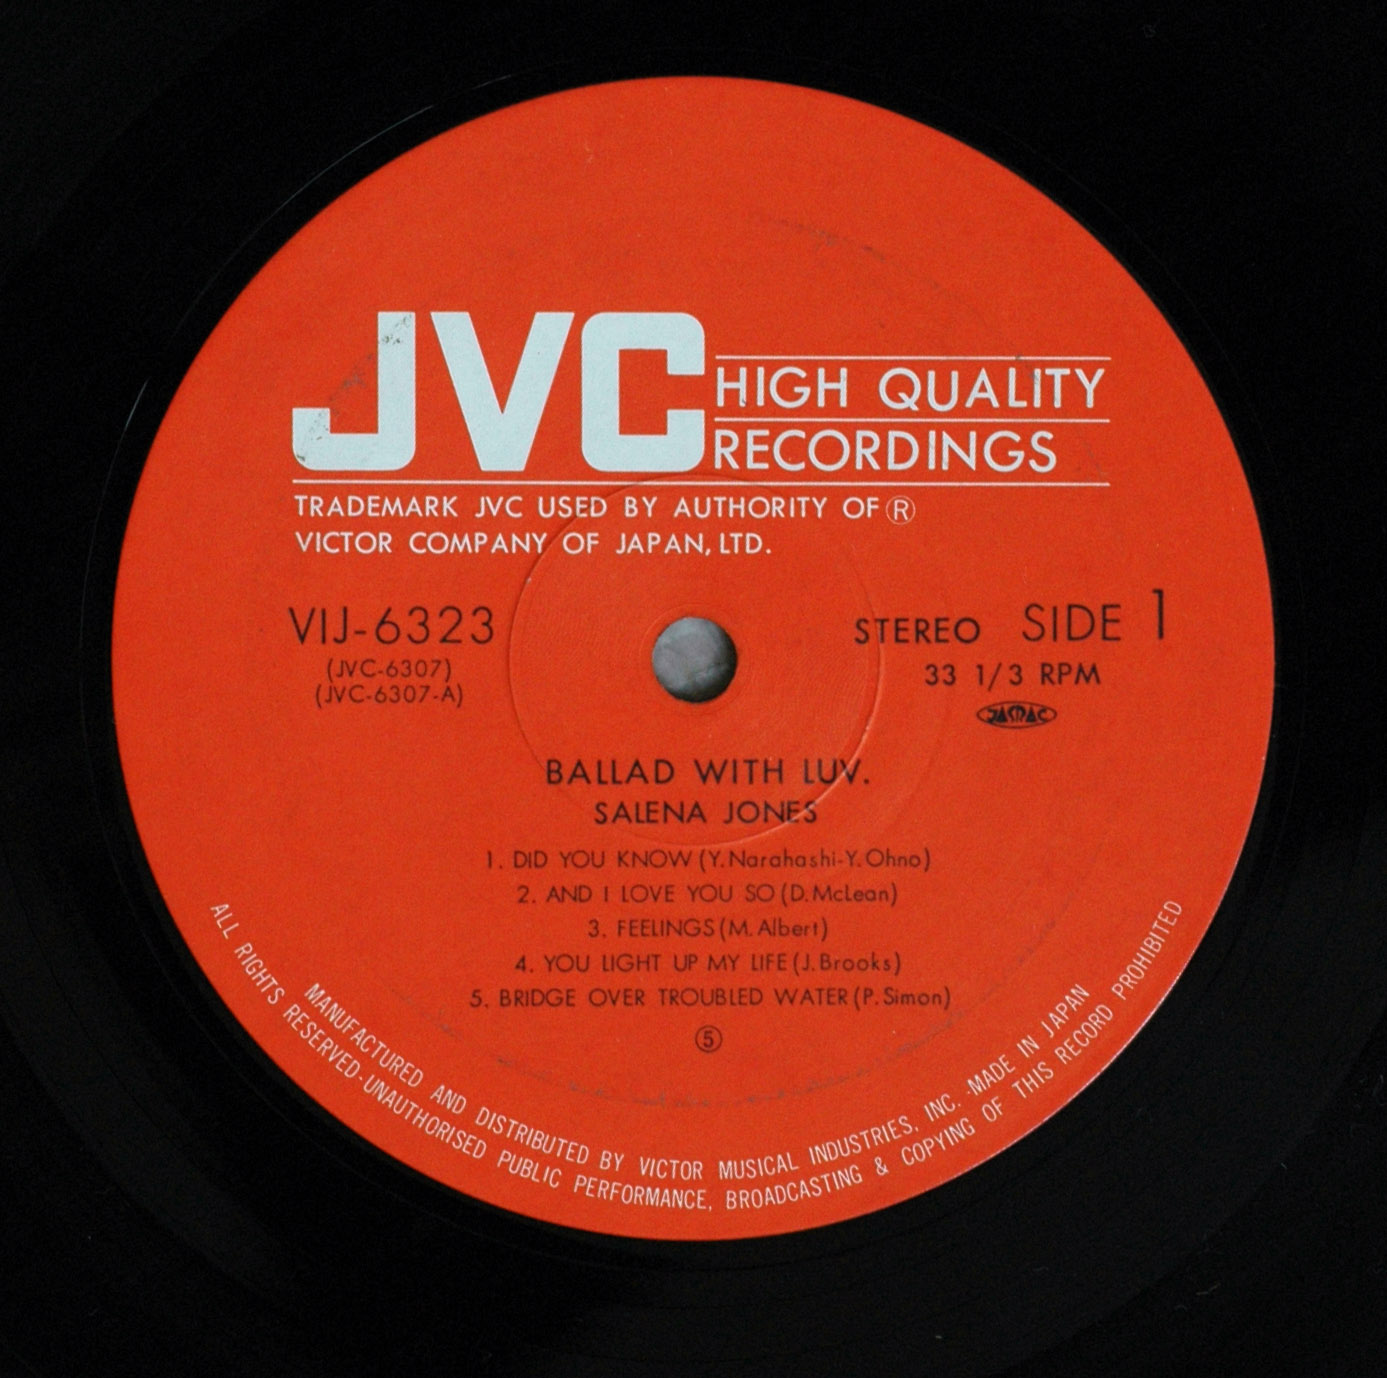 JVC
HIGH QUALITY
RECORDINGS
TRADEMARK JVC USED BY AUTHORITY OF ®
VICTOR COMPANY OF JAPAN, LTD.
VIJ-6323
(JVC-6307)
(JVC-6307-A)
STEREO SIDE 1
33 1/3 RPM
JASRAC
BALLAD WITH LUV.
SALENA JONES
1. DID YOU KNOW (Y. Narahashi-Y. Ohno)
2. AND I LOVE YOU SO (D. McLean)
3. FEELINGS (M. Albert)
4. YOU LIGHT UP MY LIFE (J. Brooks)
5. BRIDGE OVER TROUBLED WATER (P. Simon)
⑤
MANUFACTURED AND DISTRIBUTED BY VICTOR MUSICAL INDUSTRIES, INC. ·MADE IN JAPAN
ALL RIGHTS RESERVED·UNAUTHORISED PUBLIC PERFORMANCE, BROADCASTING & COPYING OF THIS RECORD PROHIBITED